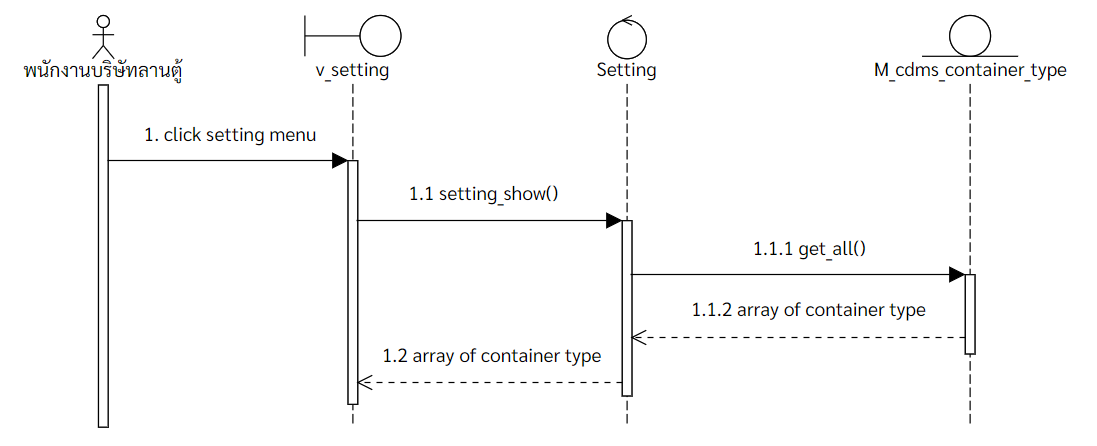 พนักงานบริษัทลานตู้
v_setting
Setting
M_cdms_container_type
1. click setting menu
1.1 setting_show()
1.1.1 get_all()
1.1.2 array of container type
1.2 array of container type